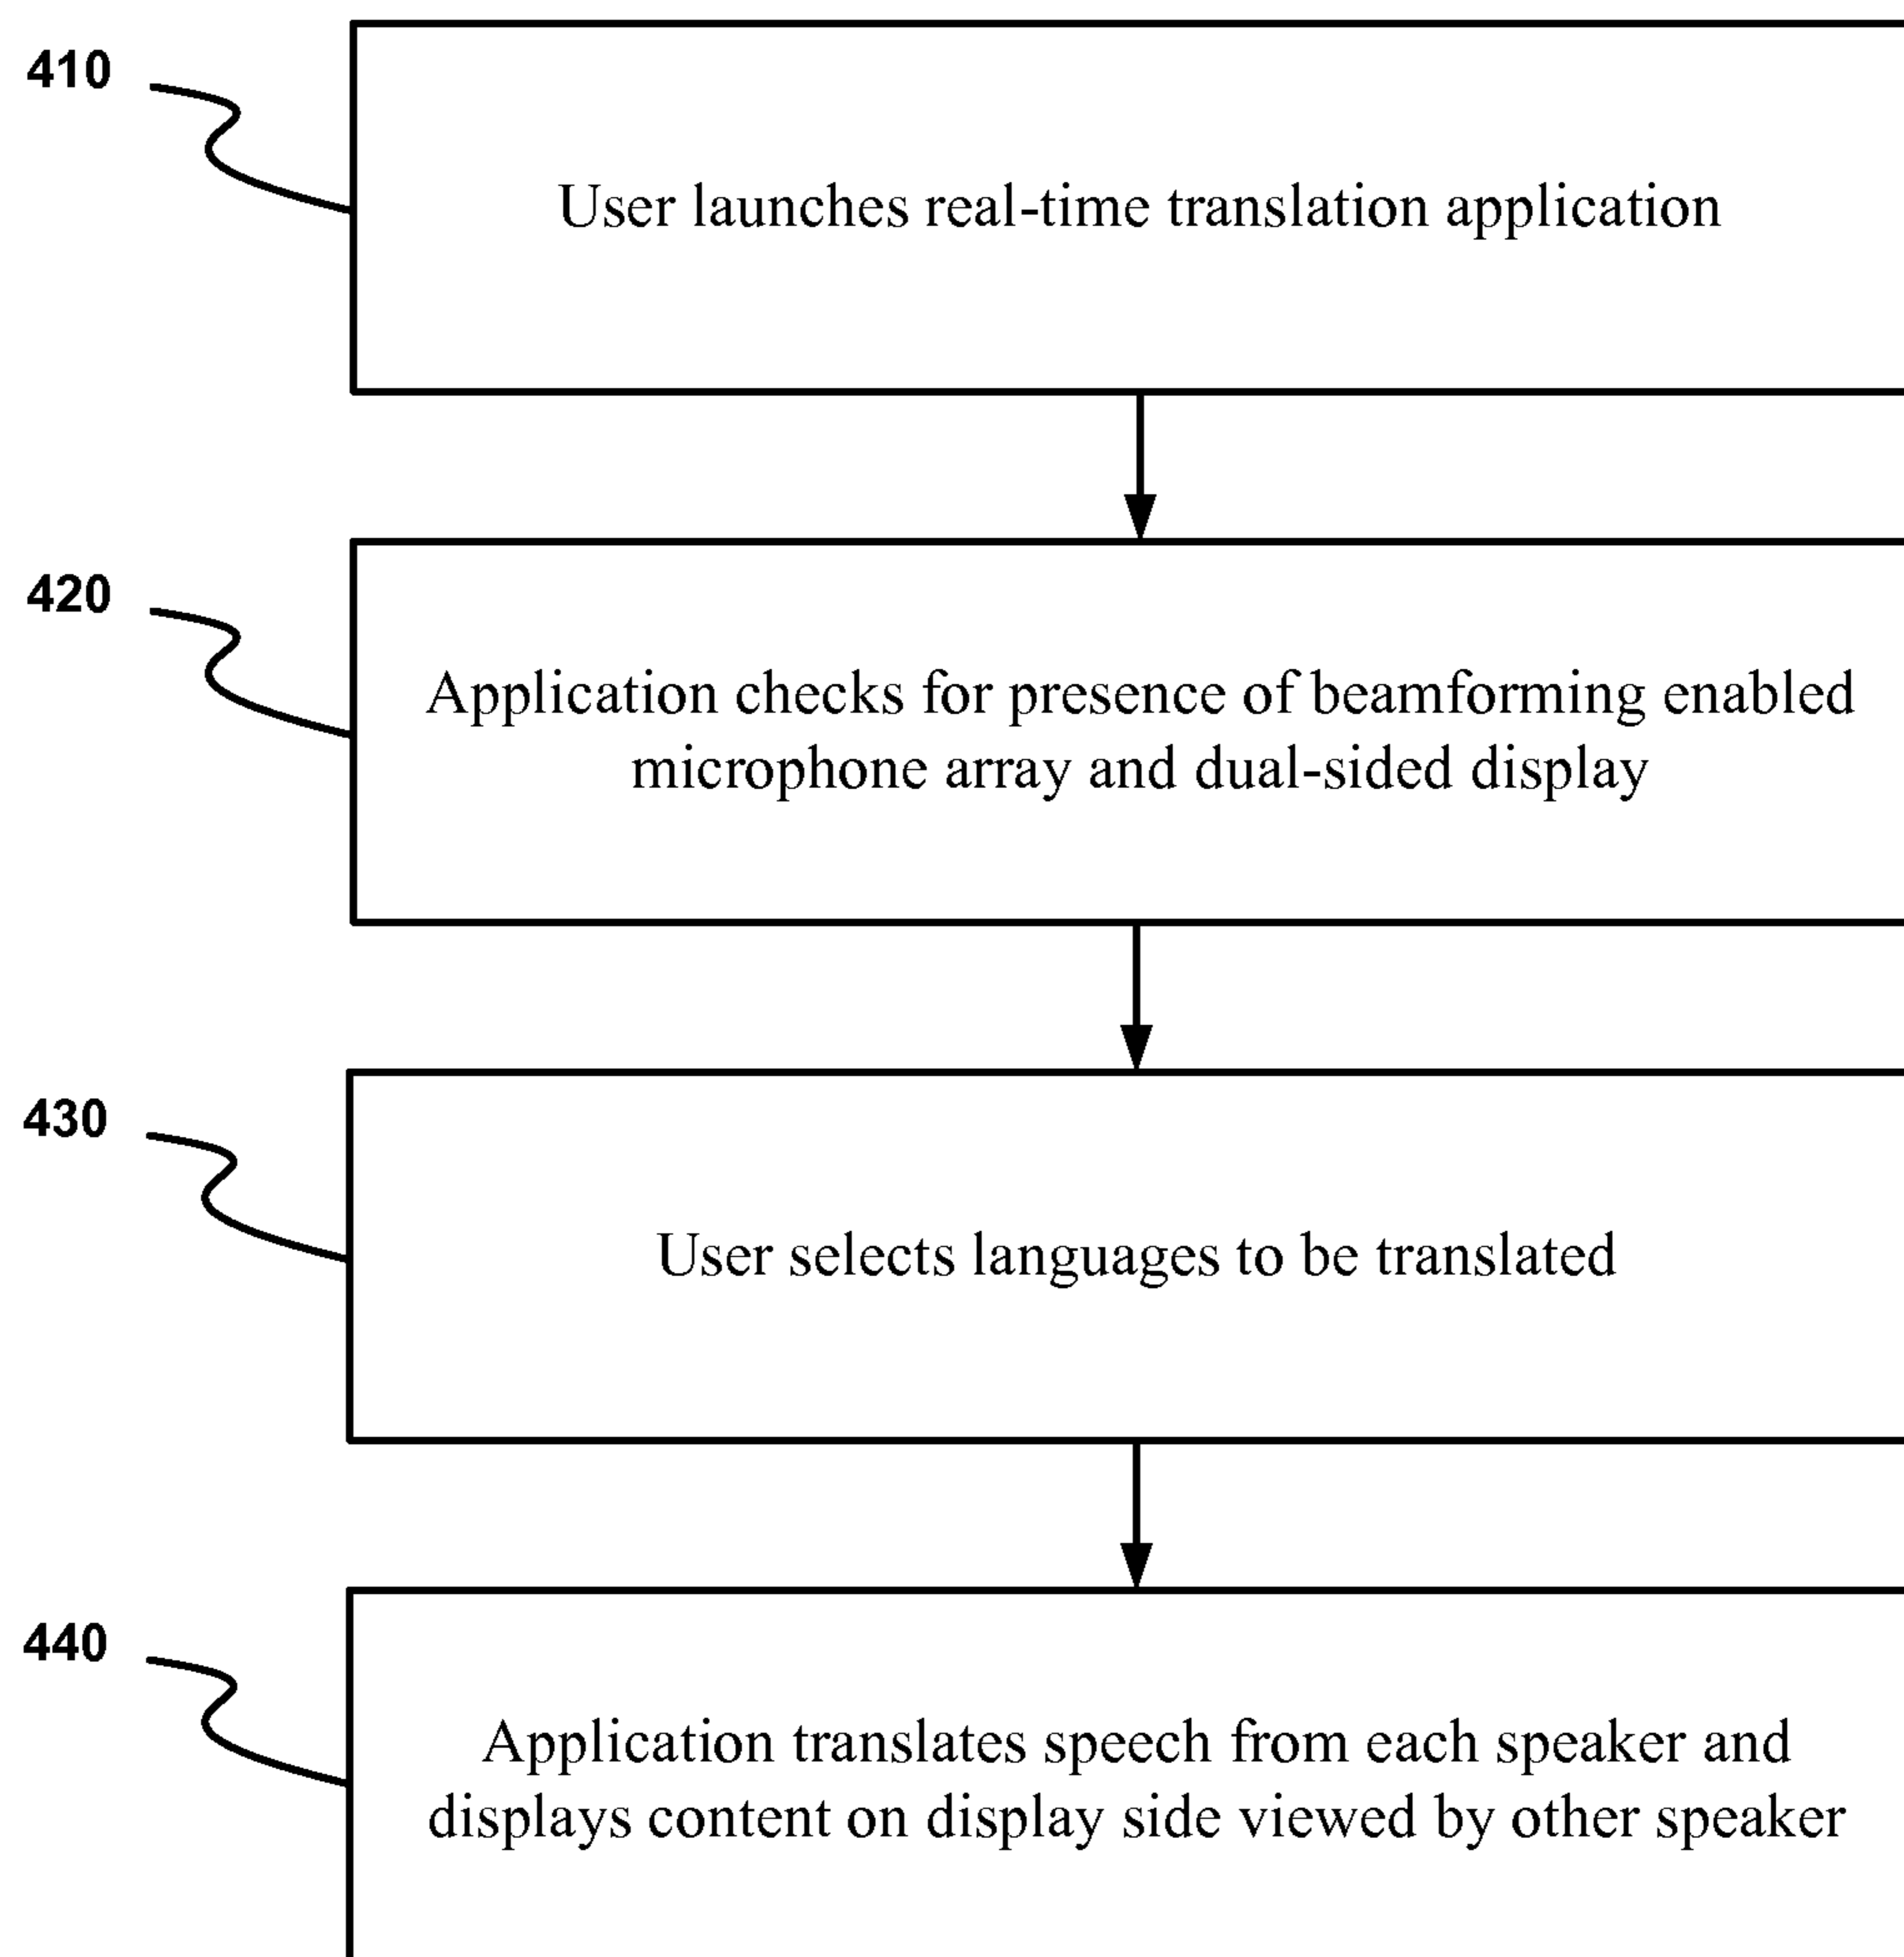 410
User launches real-time translation application
420
Application checks for presence of beamforming enabled
microphone array and dual-sided display
430
User selects languages to be translated
440
Application translates speech from each speaker and
displays content on display side viewed by other speaker